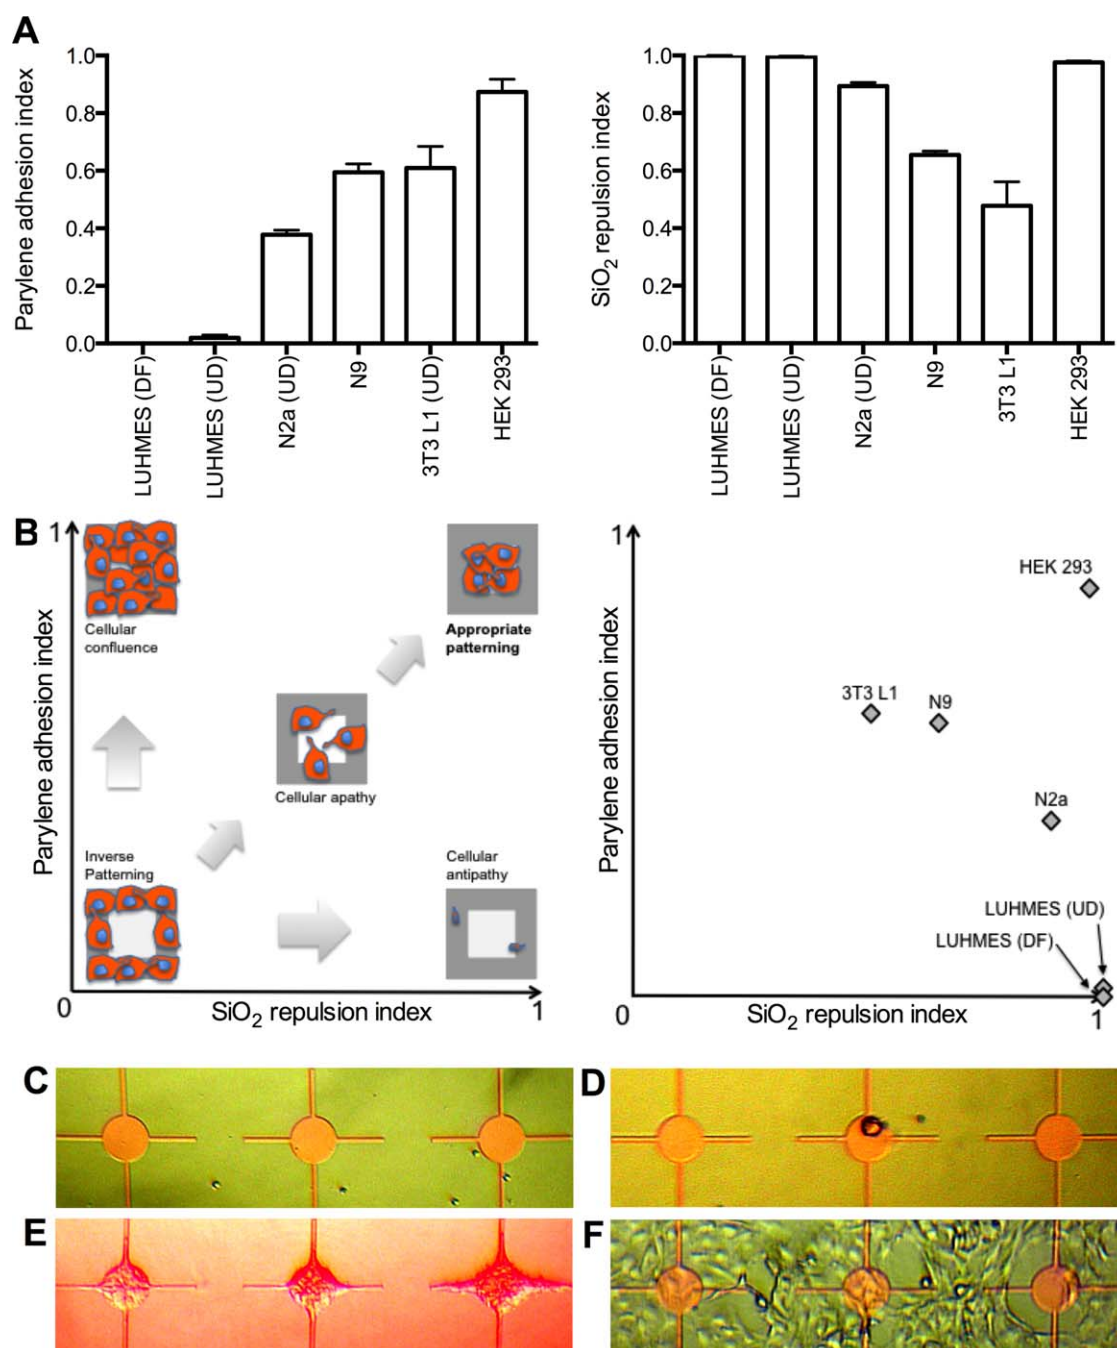 A
Parylene adhesion index
1.0
0.8
0.6
0.4
0.2
0.0
LUHMES (DF)
LUHMES (UD)
N2a (UD)
N9
3T3 L1 (UD)
HEK 293
SiO2 repulsion index
1.0
0.8
0.6
0.4
0.2
0.0
LUHMES (DF)
LUHMES (UD)
N2a (UD)
N9
3T3 L1
HEK 293
B
1
Parylene adhesion index
Cellular
confluence
Appropriate
patterning
Cellular apathy
Inverse
Patterning
Cellular
antipathy
0
SiO2 repulsion index
1
1
Parylene adhesion index
HEK 293
3T3 L1
N9
N2a
LUHMES (UD)
LUHMES (DF)
0
SiO2 repulsion index
1
C
D
E
F